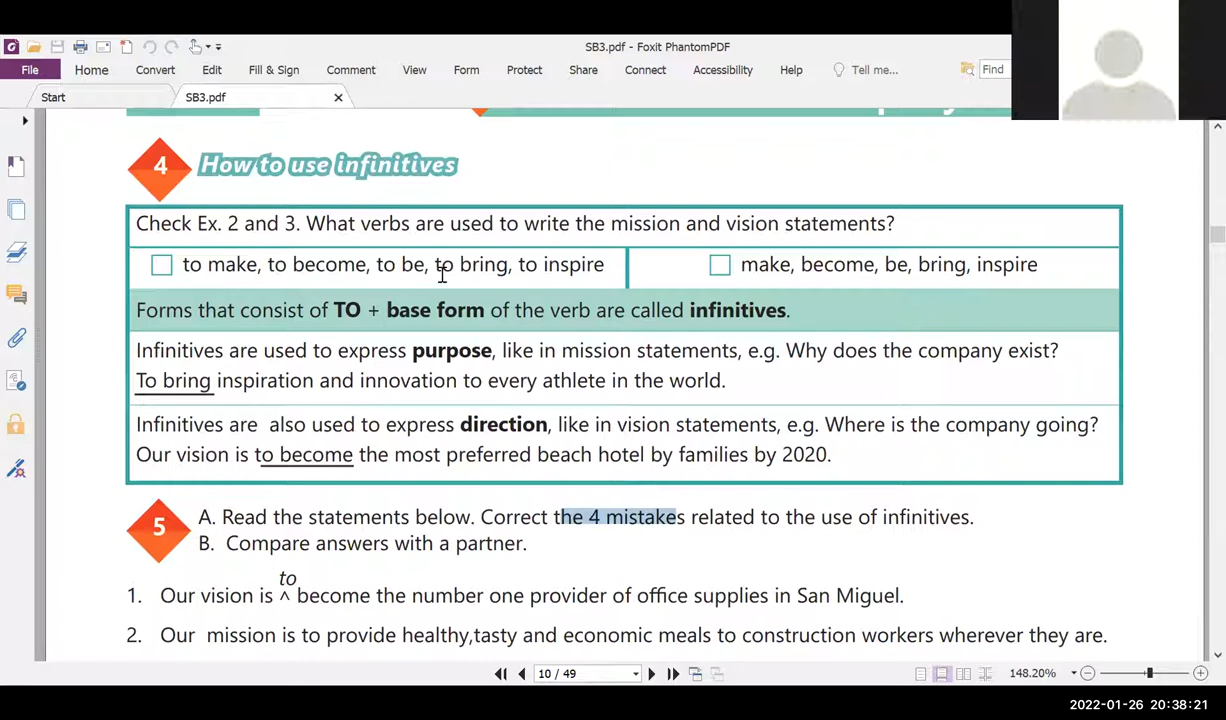 SB3.pdf - Foxit PhantomPDF
File Home Convert Edit Fill & Sign Comment View Form Protect Share Connect Accessibility Help Tell me... Find
Start SB3.pdf
4 How to use infinitives
Check Ex. 2 and 3. What verbs are used to write the mission and vision statements?
to make, to become, to be, to bring, to inspire make, become, be, bring, inspire
Forms that consist of TO + base form of the verb are called infinitives.
Infinitives are used to express purpose, like in mission statements, e.g. Why does the company exist?
To bring inspiration and innovation to every athlete in the world.
Infinitives are also used to express direction, like in vision statements, e.g. Where is the company going?
Our vision is to become the most preferred beach hotel by families by 2020.
5 A. Read the statements below. Correct the 4 mistakes related to the use of infinitives.
B. Compare answers with a partner.
to
1. Our vision is ^ become the number one provider of office supplies in San Miguel.
2. Our mission is to provide healthy,tasty and economic meals to construction workers wherever they are.
10 / 49 148.20%
2022-01-26 20:38:21